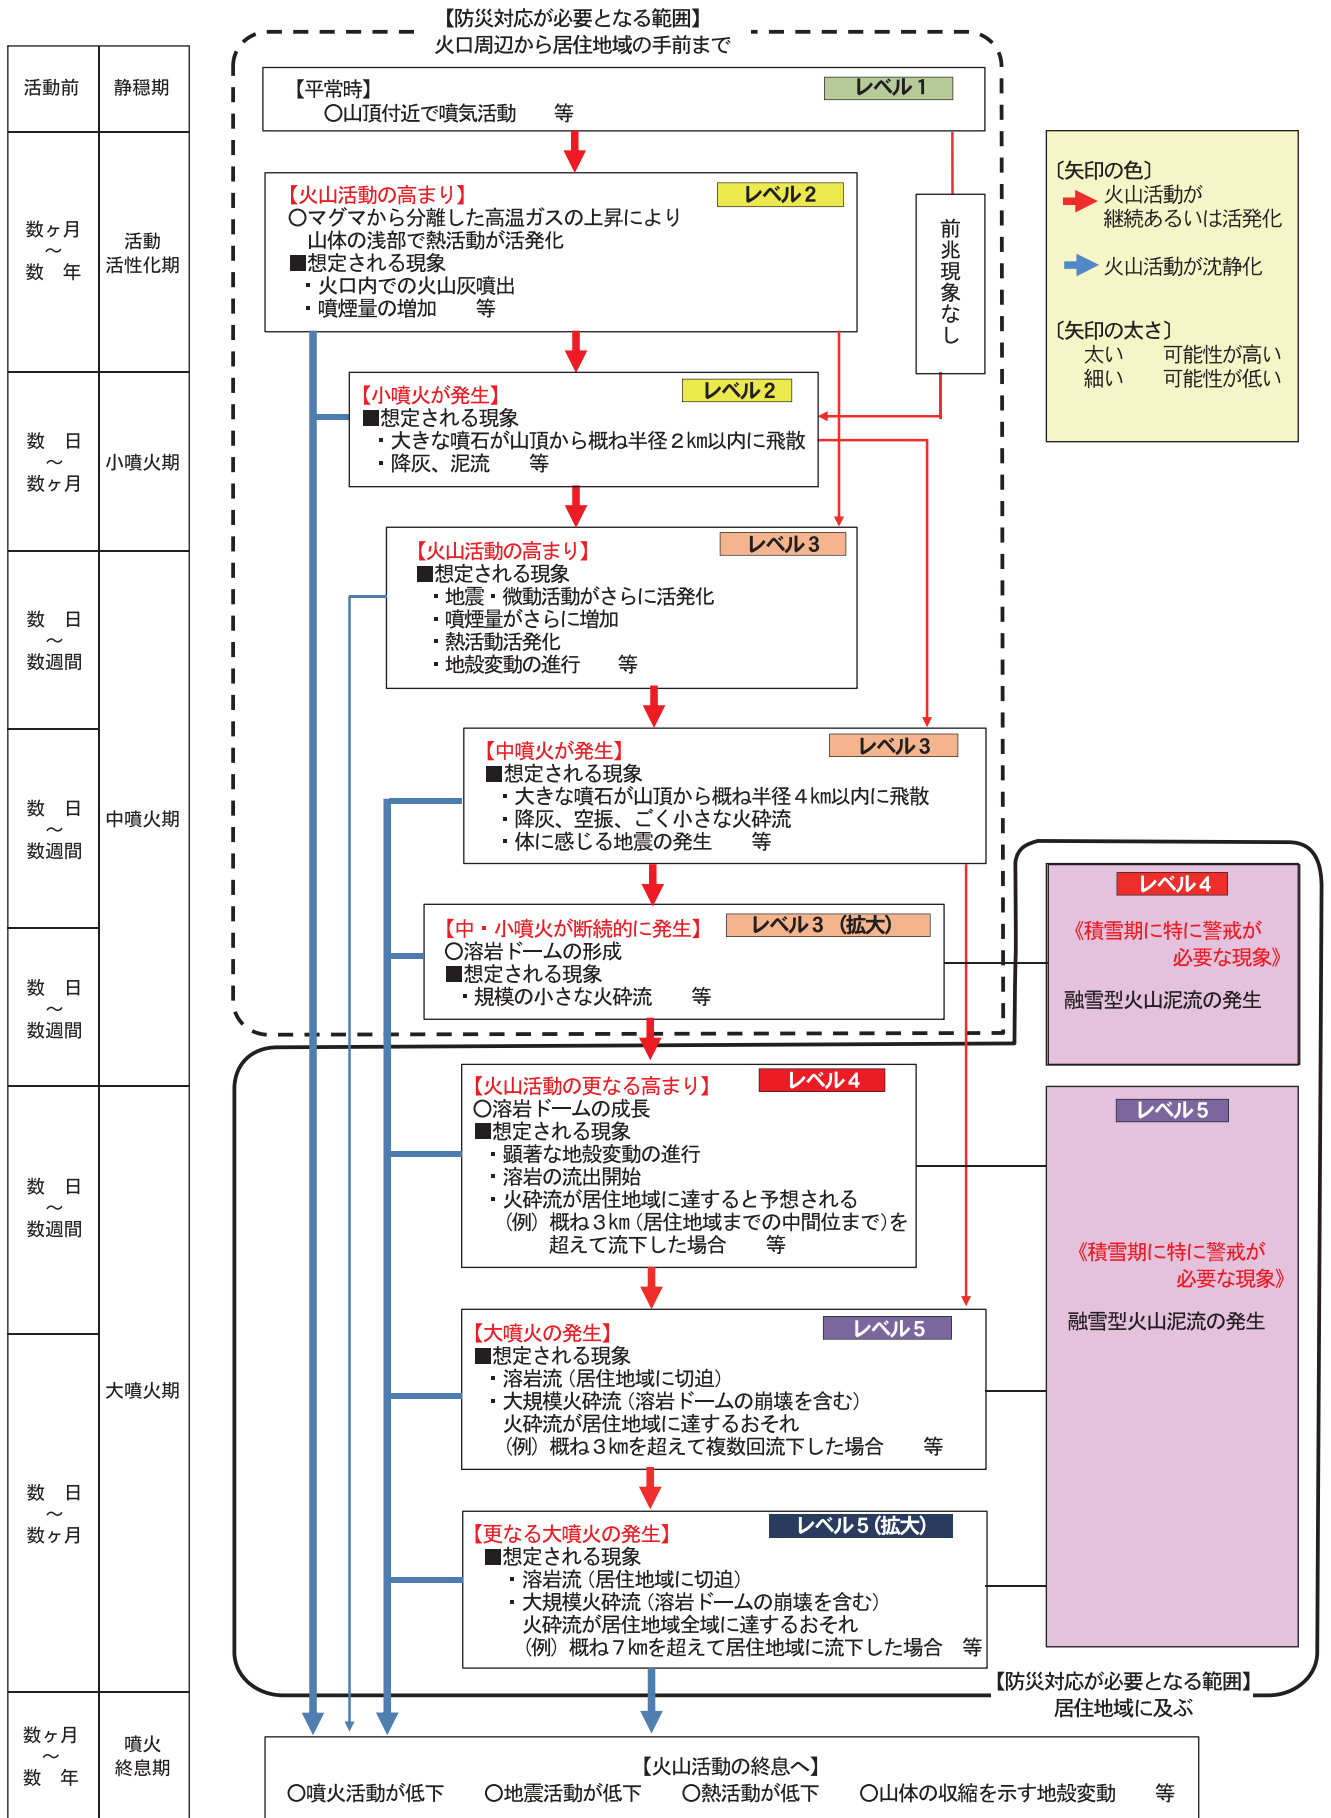 【防災対応が必要となる範囲】
火口周辺から居住地域の手前まで
活動前
静穏期
【平常時】
レベル１
○山頂付近で噴気活動　　等
数ヶ月
～
数　年
活動
活性化期
【火山活動の高まり】
レベル２
○マグマから分離した高温ガスの上昇により
山体の浅部で熱活動が活発化
■想定される現象
・火口内での火山灰噴出
・噴煙量の増加　　等
前兆現象なし
〔矢印の色〕
火山活動が
継続あるいは活発化
火山活動が沈静化
〔矢印の太さ〕
太い　　可能性が高い
細い　　可能性が低い
数　日
～
数ヶ月
小噴火期
【小噴火が発生】
レベル２
■想定される現象
・大きな噴石が山頂から概ね半径２km以内に飛散
・降灰、泥流　　等
数　日
～
数週間
中噴火期
【火山活動の高まり】
レベル３
■想定される現象
・地震・微動活動がさらに活発化
・噴煙量がさらに増加
・熱活動活発化
・地殻変動の進行　　等
数　日
～
数週間
【中噴火が発生】
レベル３
■想定される現象
・大きな噴石が山頂から概ね半径４km以内に飛散
・降灰、空振、ごく小さな火砕流
・体に感じる地震の発生　　等
数　日
～
数週間
【中・小噴火が断続的に発生】
レベル３（拡大）
○溶岩ドームの形成
■想定される現象
・規模の小さな火砕流　　等
レベル４
《積雪期に特に警戒が
必要な現象》
融雪型火山泥流の発生
数　日
～
数週間
大噴火期
【火山活動の更なる高まり】
レベル４
○溶岩ドームの成長
■想定される現象
・顕著な地殻変動の進行
・溶岩の流出開始
・火砕流が居住地域に達すると予想される
（例）概ね３km（居住地域までの中間位まで）を
超えて流下した場合　　等
レベル５
《積雪期に特に警戒が
必要な現象》
融雪型火山泥流の発生
【大噴火の発生】
レベル５
■想定される現象
・溶岩流（居住地域に切迫）
・大規模火砕流（溶岩ドームの崩壊を含む）
火砕流が居住地域に達するおそれ
（例）概ね３kmを超えて複数回流下した場合　　等
数　日
～
数ヶ月
【更なる大噴火の発生】
レベル５（拡大）
■想定される現象
・溶岩流（居住地域に切迫）
・大規模火砕流（溶岩ドームの崩壊を含む）
火砕流が居住地域全域に達するおそれ
（例）概ね７kmを超えて居住地域に流下した場合　等
【防災対応が必要となる範囲】
居住地域に及ぶ
数ヶ月
～
数　年
噴火
終息期
【火山活動の終息へ】
○噴火活動が低下　　○地震活動が低下　　○熱活動が低下　　○山体の収縮を示す地殻変動　　等